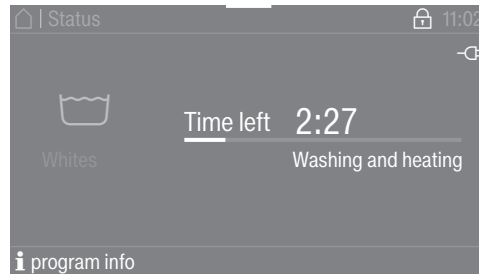 | Status 11:02
Time left 2:27
Whites
Washing and heating
i program info